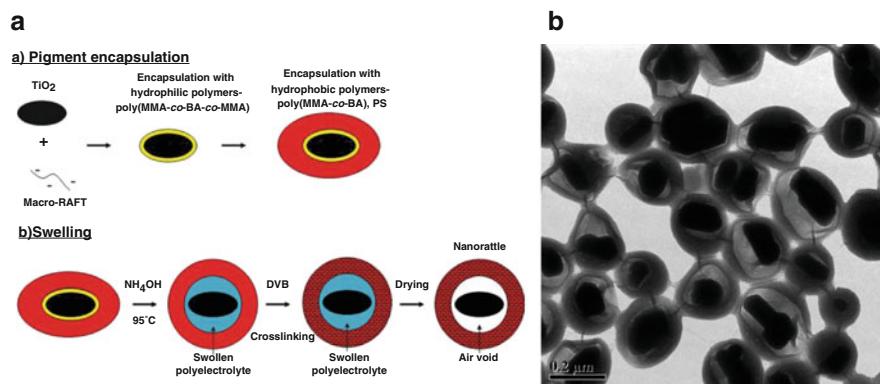 a
b
a) Pigment encapsulation
TiO2
+
Macro-RAFT
Encapsulation with
hydrophilic polymers-
poly(MMA-co-BA-co-MMA)
Encapsulation with
hydrophobic polymers-
poly(MMA-co-BA), PS
b)Swelling
NH4OH
95°C
DVB
Crosslinking
Drying
Nanorattle
Swollen
polyelectrolyte
Swollen
polyelectrolyte
Air void
0.2 μm